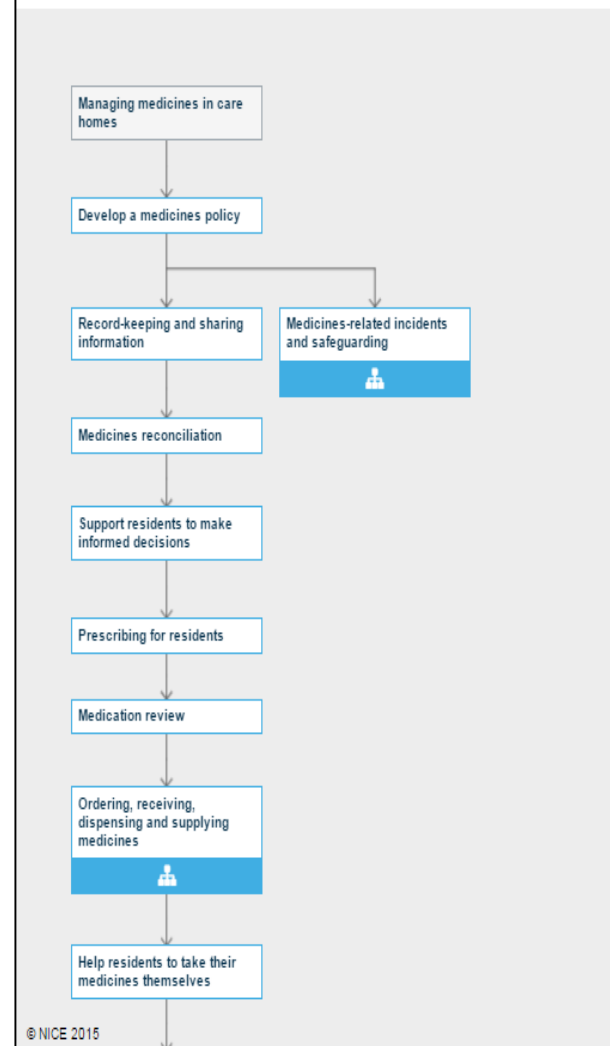 Managing medicines in care
homes
Develop a medicines policy
Record-keeping and sharing
information
Medicines-related incidents
and safeguarding
Medicines reconciliation
Support residents to make
informed decisions
Prescribing for residents
Medication review
Ordering, receiving,
dispensing and supplying
medicines
Help residents to take their
medicines themselves
© NICE 2015